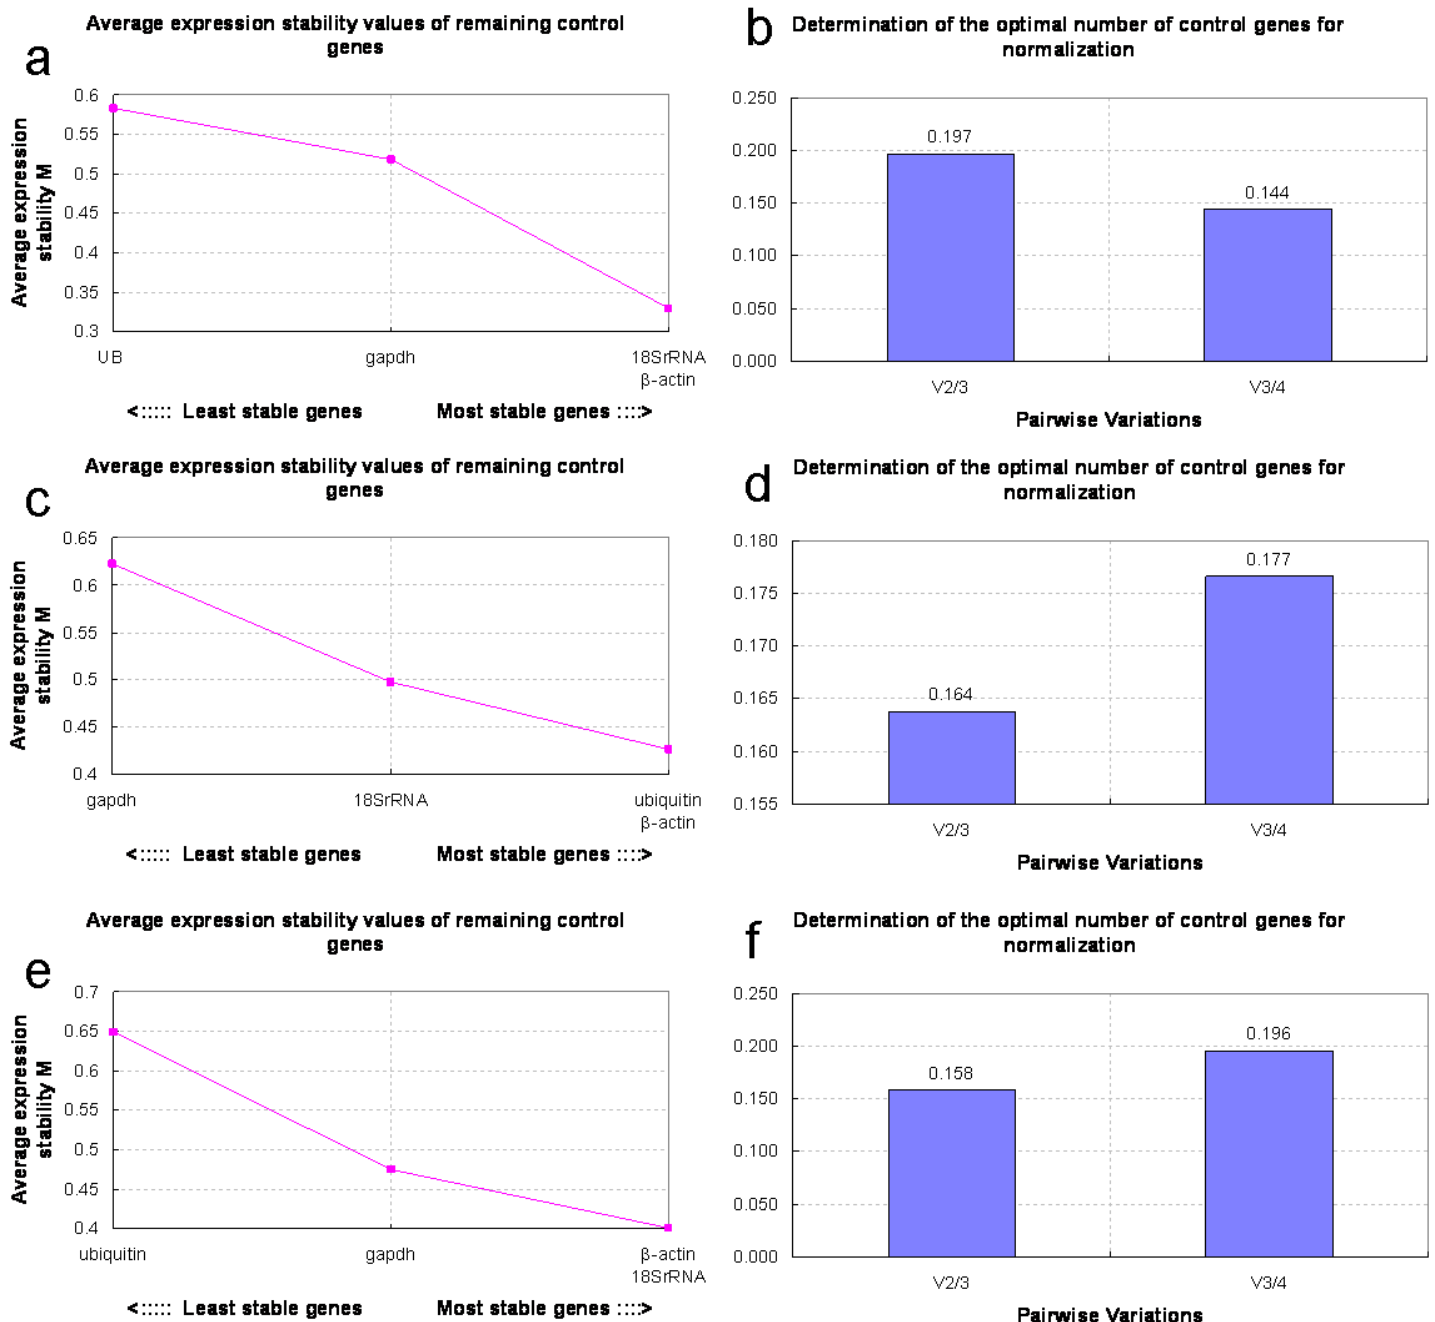 a
Average expression stability values of remaining control
genes
Average expression
stability M
0.6
0.55
0.5
0.45
0.4
0.35
0.3
UB
gapdh
18SrRNA
β-actin
<::::: Least stable genes
Most stable genes ::::>
b
Determination of the optimal number of control genes for
normalization
0.250
0.200
0.150
0.100
0.050
0.000
0.197
0.144
V2/3
V3/4
Pairwise Variations
c
Average expression stability values of remaining control
genes
Average expression
stability M
0.65
0.6
0.55
0.5
0.45
0.4
gapdh
18SrRNA
ubiquitin
β-actin
<::::: Least stable genes
Most stable genes ::::>
d
Determination of the optimal number of control genes for
normalization
0.180
0.175
0.170
0.165
0.160
0.155
0.164
0.177
V2/3
V3/4
Pairwise Variations
e
Average expression stability values of remaining control
genes
Average expression
stability M
0.7
0.65
0.6
0.55
0.5
0.45
0.4
ubiquitin
gapdh
β-actin
18SrRNA
<::::: Least stable genes
Most stable genes ::::>
f
Determination of the optimal number of control genes for
normalization
0.250
0.200
0.150
0.100
0.050
0.000
0.158
0.196
V2/3
V3/4
Pairwise Variations